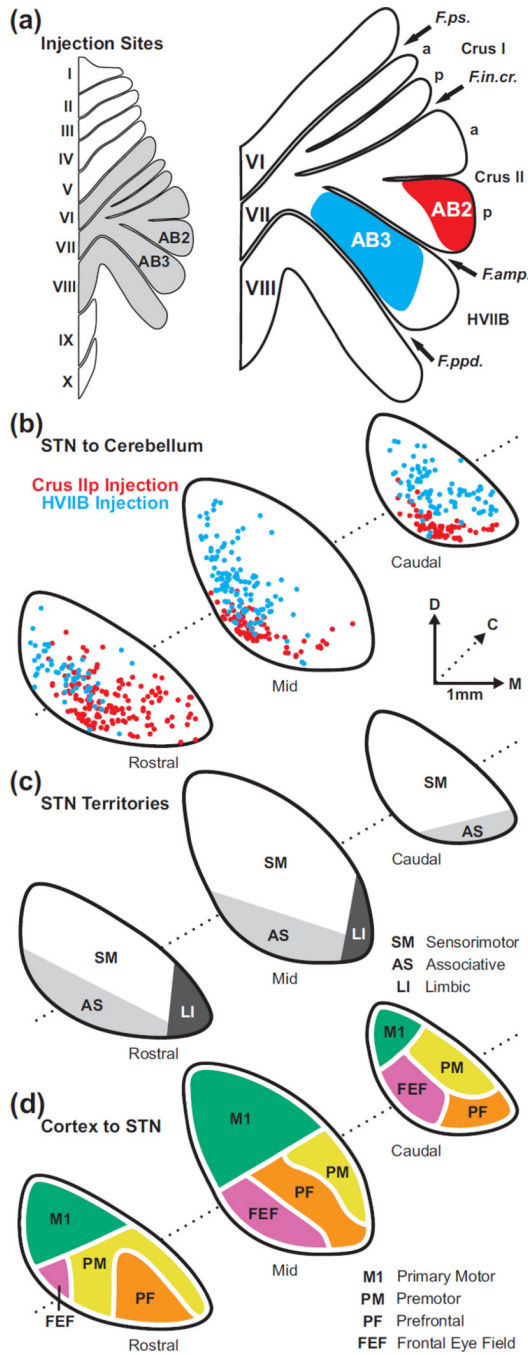 (a)
Injection Sites
I
II
III
IV
V
VI
VII
VIII
IX
X
AB2
AB3
F.ps.
a
Crus I
p
F.in.cr.
a
VI
Crus II
VII
AB2
p
AB3
VIII
F.amp.
HVIIB
F.ppd.
(b)
STN to Cerebellum
Crus IIp Injection
HVIIB Injection
Caudal
D
C
M
1mm
Mid
Rostral
(c)
STN Territories
SM
AS
Caudal
SM
AS
LI
Mid
SM
AS
LI
Rostral
SM Sensorimotor
AS Associative
LI Limbic
(d)
Cortex to STN
M1
PM
FEF
PF
Caudal
M1
PM
PF
FEF
Mid
M1
PM
PF
FEF
Rostral
M1 Primary Motor
PM Premotor
PF Prefrontal
FEF Frontal Eye Field